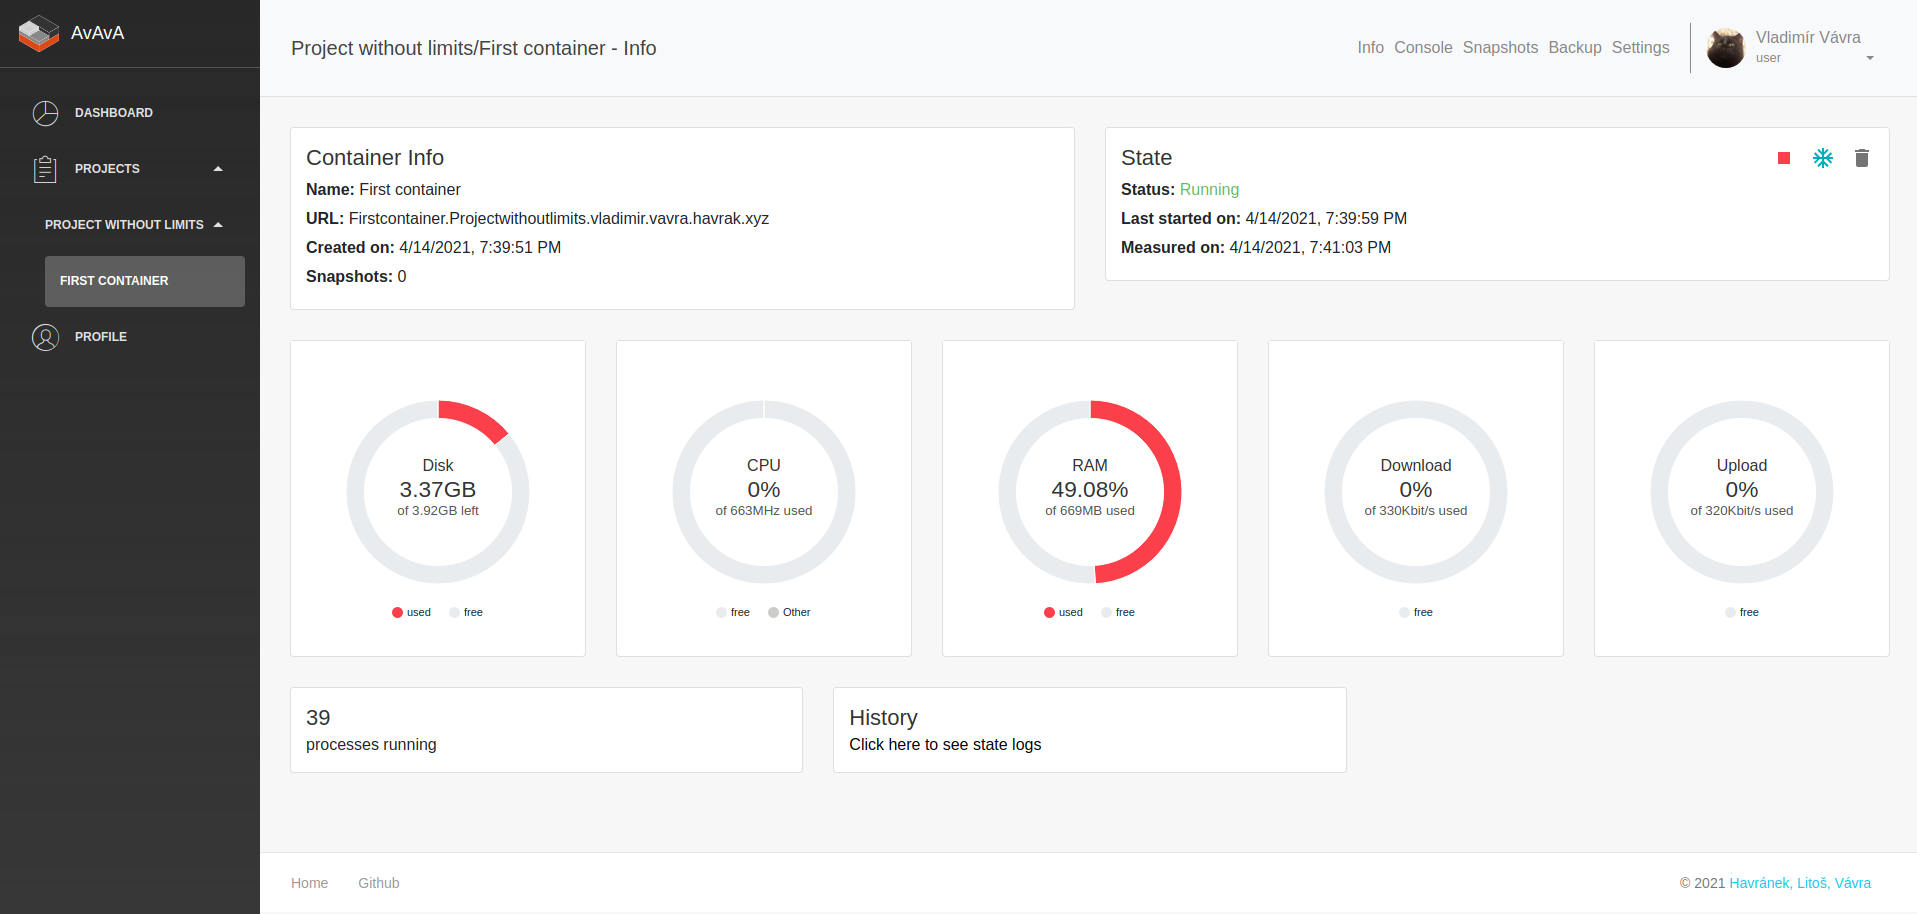 AvAvA
DASHBOARD
PROJECTS
PROJECT WITHOUT LIMITS
FIRST CONTAINER
PROFILE
Project without limits/First container - Info
Info Console Snapshots Backup Settings
Vladimír Vávra
user
Container Info
Name: First container
URL: Firstcontainer.Projectwithoutlimits.vladimir.vavra.havrak.xyz
Created on: 4/14/2021, 7:39:51 PM
Snapshots: 0
State
Status: Running
Last started on: 4/14/2021, 7:39:59 PM
Measured on: 4/14/2021, 7:41:03 PM
Disk
3.37GB
of 3.92GB left
used free
CPU
0%
of 663MHz used
free Other
RAM
49.08%
of 669MB used
used free
Download
0%
of 330Kbit/s used
free
Upload
0%
of 320Kbit/s used
free
39
processes running
History
Click here to see state logs
Home Github
© 2021 Havránek, Litoš, Vávra